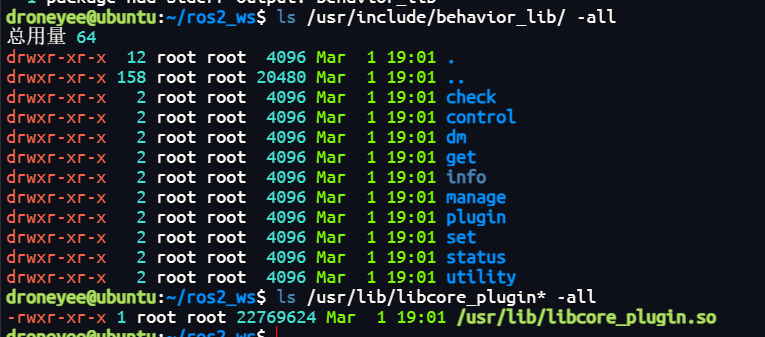 1 package had stderr output: behavior_lib
droneyee@ubuntu:~/ros2_ws$ ls /usr/include/behavior_lib/ -all
总用量 64
drwxr-xr-x  12 root root  4096 Mar  1 19:01 .
drwxr-xr-x 158 root root 20480 Mar  1 19:01 ..
drwxr-xr-x   2 root root  4096 Mar  1 19:01 check
drwxr-xr-x   2 root root  4096 Mar  1 19:01 control
drwxr-xr-x   2 root root  4096 Mar  1 19:01 dm
drwxr-xr-x   2 root root  4096 Mar  1 19:01 get
drwxr-xr-x   2 root root  4096 Mar  1 19:01 info
drwxr-xr-x   2 root root  4096 Mar  1 19:01 manage
drwxr-xr-x   2 root root  4096 Mar  1 19:01 plugin
drwxr-xr-x   2 root root  4096 Mar  1 19:01 set
drwxr-xr-x   2 root root  4096 Mar  1 19:01 status
drwxr-xr-x   2 root root  4096 Mar  1 19:01 utility
droneyee@ubuntu:~/ros2_ws$ ls /usr/lib/libcore_plugin* -all
-rwxr-xr-x 1 root root 22769624 Mar  1 19:01 /usr/lib/libcore_plugin.so
droneyee@ubuntu:~/ros2_ws$